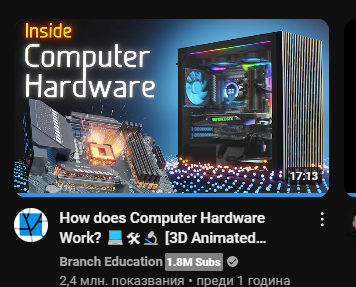 Inside
Computer
Hardware
17:13
How does Computer Hardware
Work? 💻🛠🔬 [3D Animated...
Branch Education 1.8M Subs
2,4 млн. показвания • преди 1 година